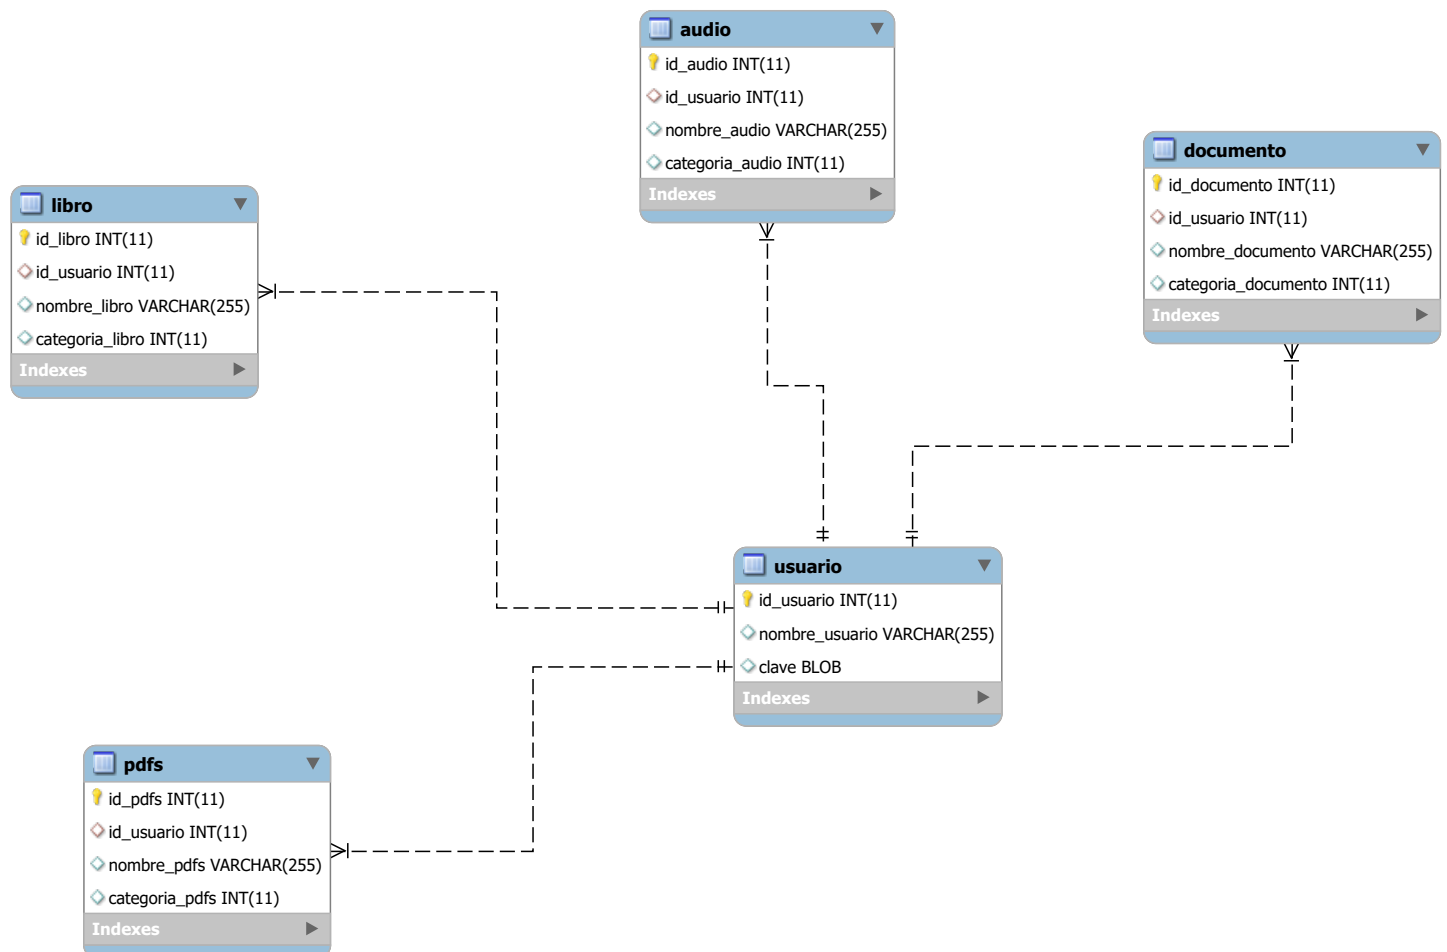 audio
id_audio INT(11)
id_usuario INT(11)
nombre_audio VARCHAR(255)
categoria_audio INT(11)
Indexes
documento
id_documento INT(11)
id_usuario INT(11)
nombre_documento VARCHAR(255)
categoria_documento INT(11)
Indexes
libro
id_libro INT(11)
id_usuario INT(11)
nombre_libro VARCHAR(255)
categoria_libro INT(11)
Indexes
usuario
id_usuario INT(11)
nombre_usuario VARCHAR(255)
clave BLOB
Indexes
pdfs
id_pdfs INT(11)
id_usuario INT(11)
nombre_pdfs VARCHAR(255)
categoria_pdfs INT(11)
Indexes